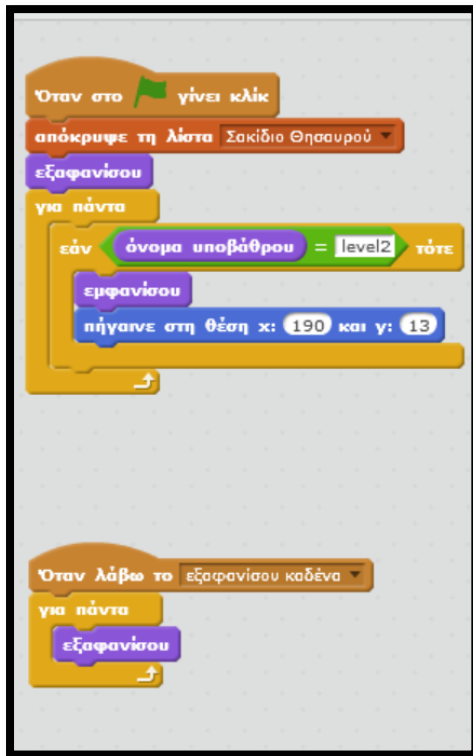 Όταν στο γίνει κλίκ
απόκρυψε τη λίστα Σακίδιο Θησαυρού
εξαφανίσου
για πάντα
εάν όνομα υποβάθρου = level2 τότε
εμφανίσου
πήγαινε στη θέση x: 190 και y: 13
Όταν λάβω το εξαφανίσου καδένα
για πάντα
εξαφανίσου